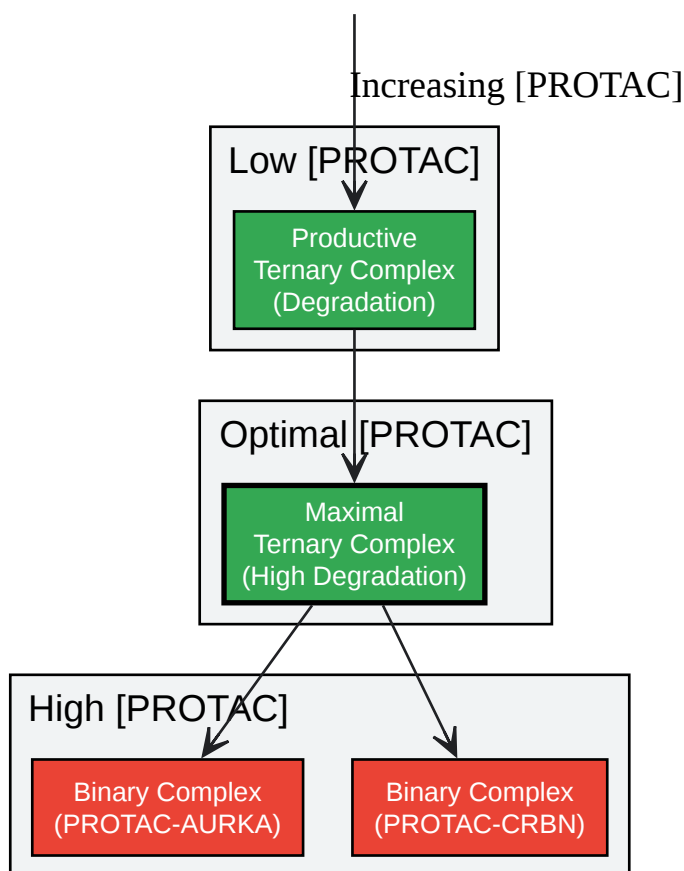 Increasing [PROTAC]
Low [PROTAC]
Productive
Ternary Complex
(Degradation)
Optimal [PROTAC]
Maximal
Ternary Complex
(High Degradation)
High [PROTAC]
Binary Complex
(PROTAC-AURKA)
Binary Complex
(PROTAC-CRBN)